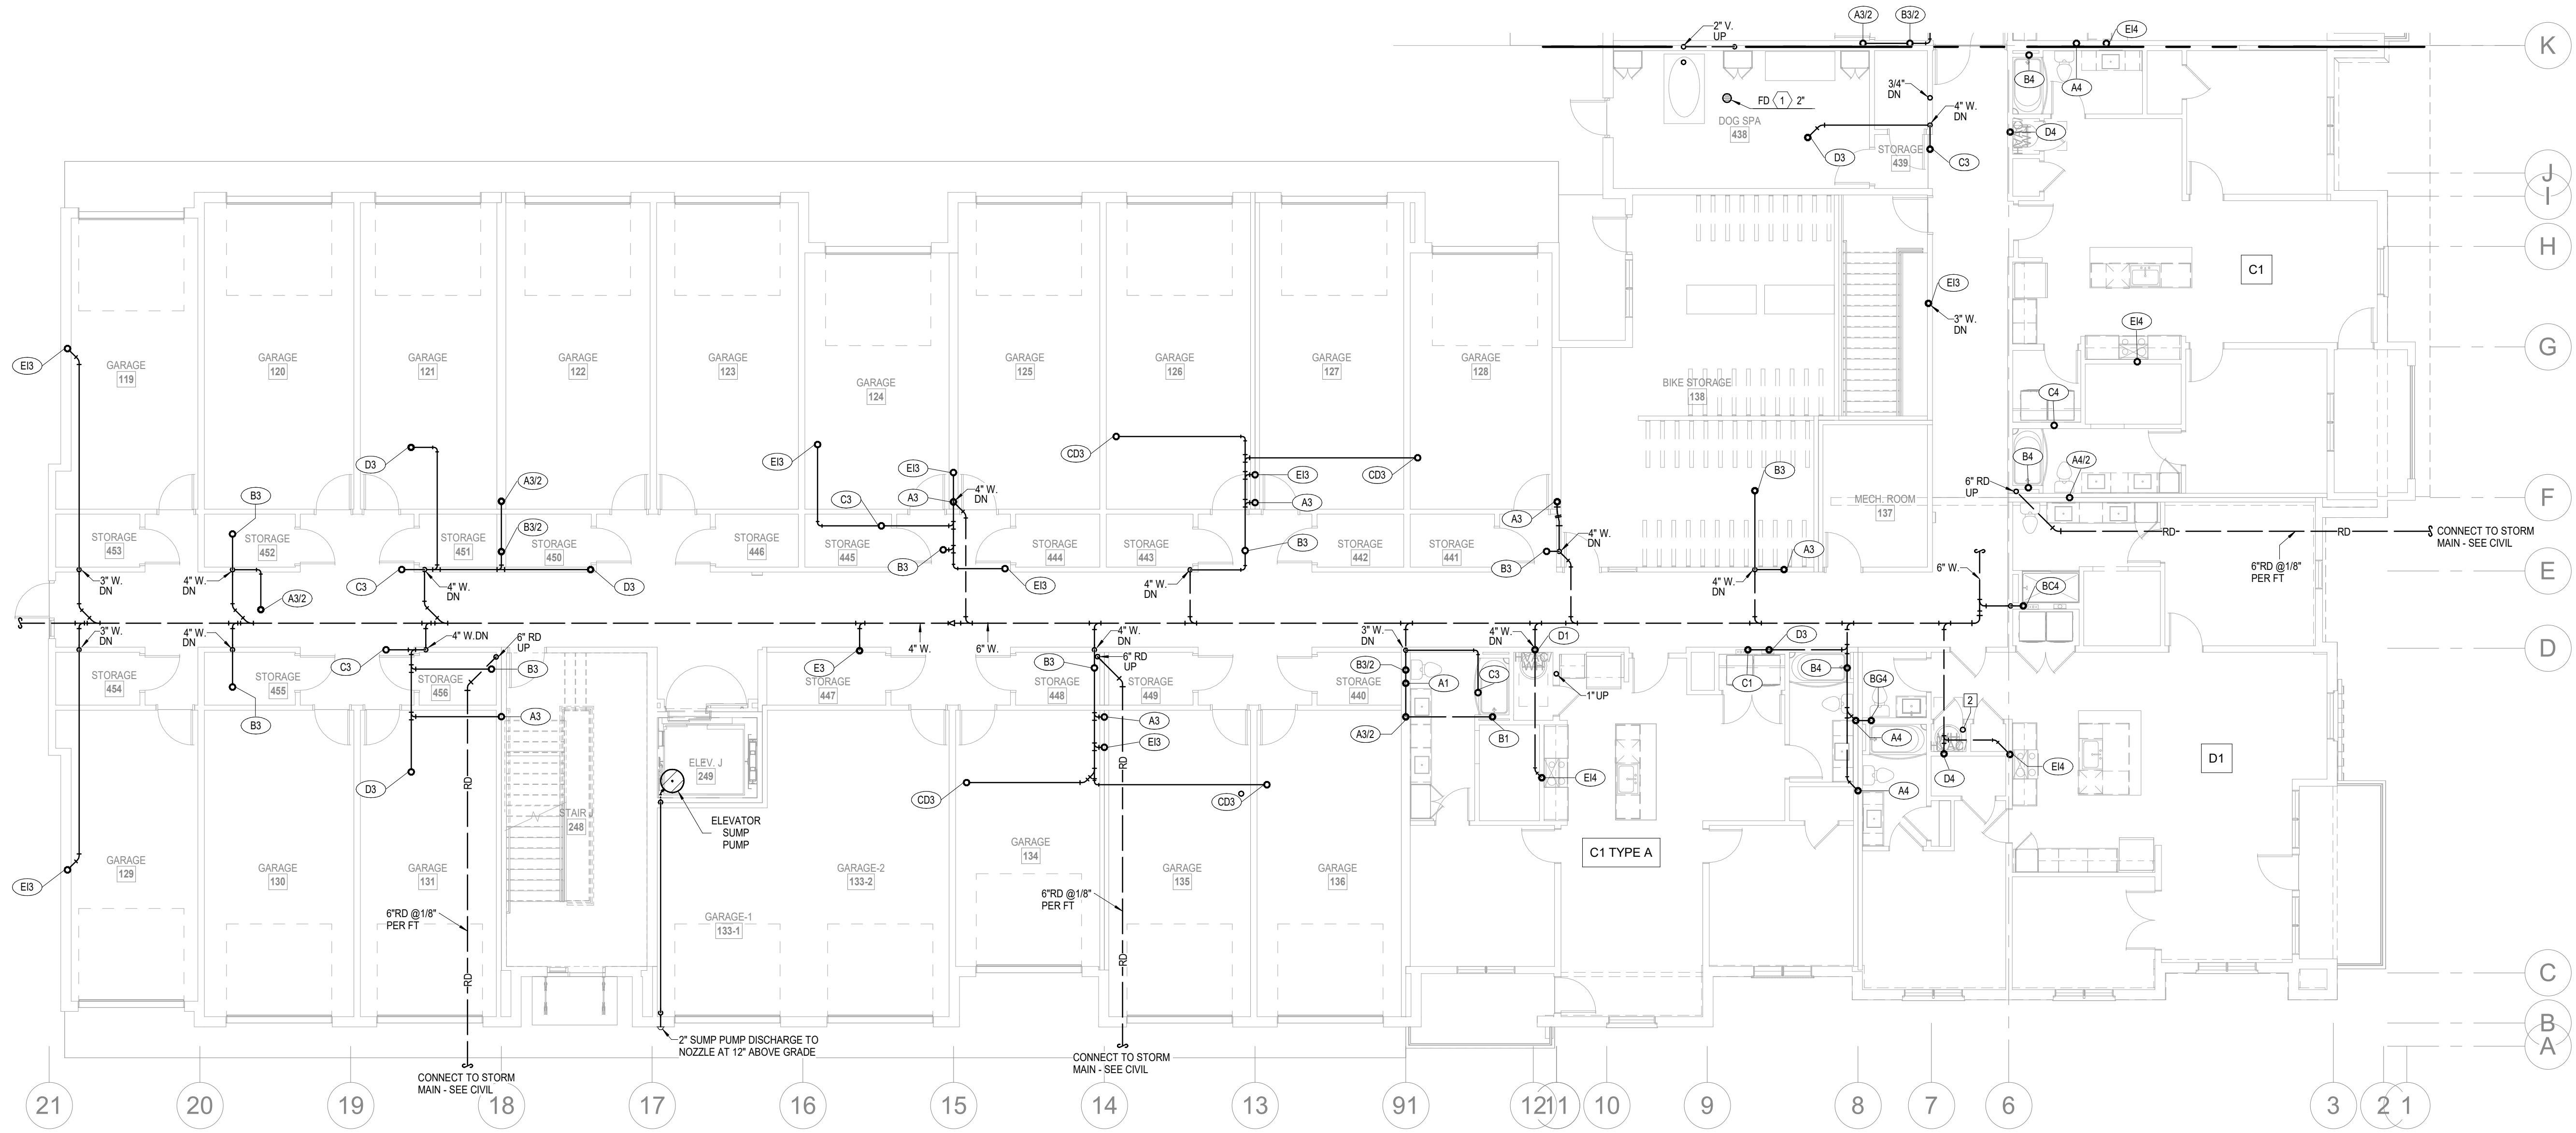 A3/2
B3/2
2" V.
UP
EI4
K
B4
A4
3/4"
DN
FD 1 2"
4" W.
DN
DOG SPA
438
D4
D3
STORAGE
439
C3
J
I
H
C1
EI3
3" W.
DN
EI4
G
EI3
GARAGE
119
GARAGE
120
GARAGE
121
GARAGE
122
GARAGE
123
GARAGE
124
GARAGE
125
GARAGE
126
GARAGE
127
GARAGE
128
BIKE STORAGE
138
C4
D3
EI3
EI3
CD3
EI3
CD3
B3
B4
A4/2
A3/2
B3
C3
A3
4" W.
DN
A3
A3
6" RD
UP
MECH. ROOM
137
F
B3/2
STORAGE
453
STORAGE
452
STORAGE
451
STORAGE
450
STORAGE
446
STORAGE
445
STORAGE
444
STORAGE
443
B3
STORAGE
442
STORAGE
441
4" W.
DN
A3
RD
RD
CONNECT TO STORM
MAIN - SEE CIVIL
6"RD @1/8"
PER FT
3" W.
DN
4" W.
DN
A3/2
C3
4" W.
DN
D3
B3
EI3
4" W.
DN
B3
4" W.
DN
6" W.
BC4
E
3" W.
DN
4" W.
DN
4" W.DN
6" RD
UP
4" W.
6" W.
4" W.
DN
3" W.
DN
4" W.
DN
D1
D3
D
C3
B3
E3
B3
6" RD
UP
B3/2
A1
C3
1"UP
C1
B4
BG4
2
STORAGE
454
STORAGE
455
STORAGE
456
STORAGE
447
STORAGE
448
STORAGE
449
STORAGE
440
B3
A3
A3
EI3
A3/2
B1
A4
EI4
D1
D3
RD
ELEV. J
249
CD3
RD
CD3
EI4
A4
D4
STAIR J
248
ELEVATOR
SUMP
PUMP
C1 TYPE A
EI3
GARAGE
129
GARAGE
130
GARAGE
131
GARAGE-2
133-2
GARAGE
134
GARAGE
135
GARAGE
136
6"RD @1/8"
PER FT
GARAGE-1
133-1
6"RD @1/8"
PER FT
RD
RD
C
2" SUMP PUMP DISCHARGE TO
NOZZLE AT 12" ABOVE GRADE
B
A
CONNECT TO STORM
MAIN - SEE CIVIL
CONNECT TO STORM
MAIN - SEE CIVIL
21
20
19
18
17
16
15
14
13
91
12
11
10
9
8
7
6
3
2
1